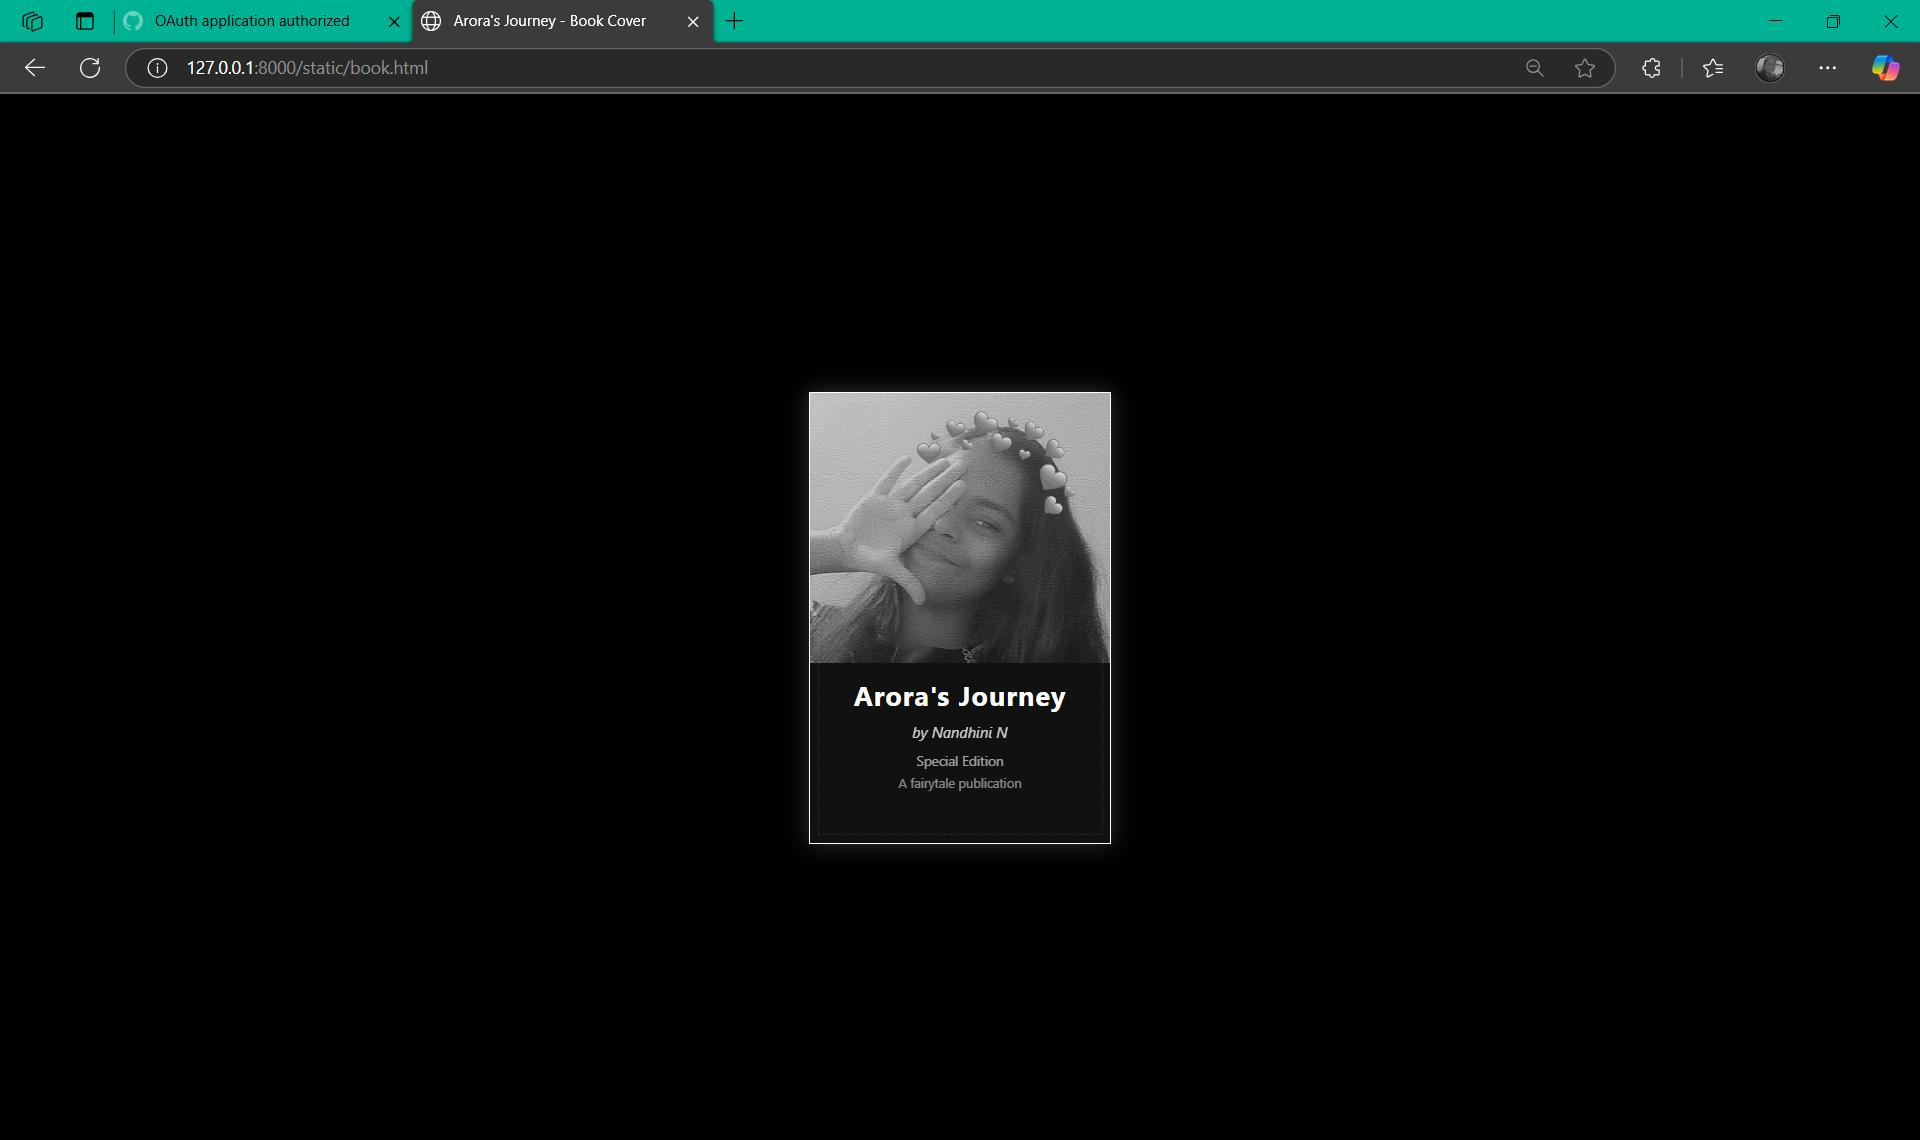 OAuth application authorized
Arora's Journey - Book Cover
127.0.0.1:8000/static/book.html
Arora's Journey
by Nandhini N
Special Edition
A fairytale publication